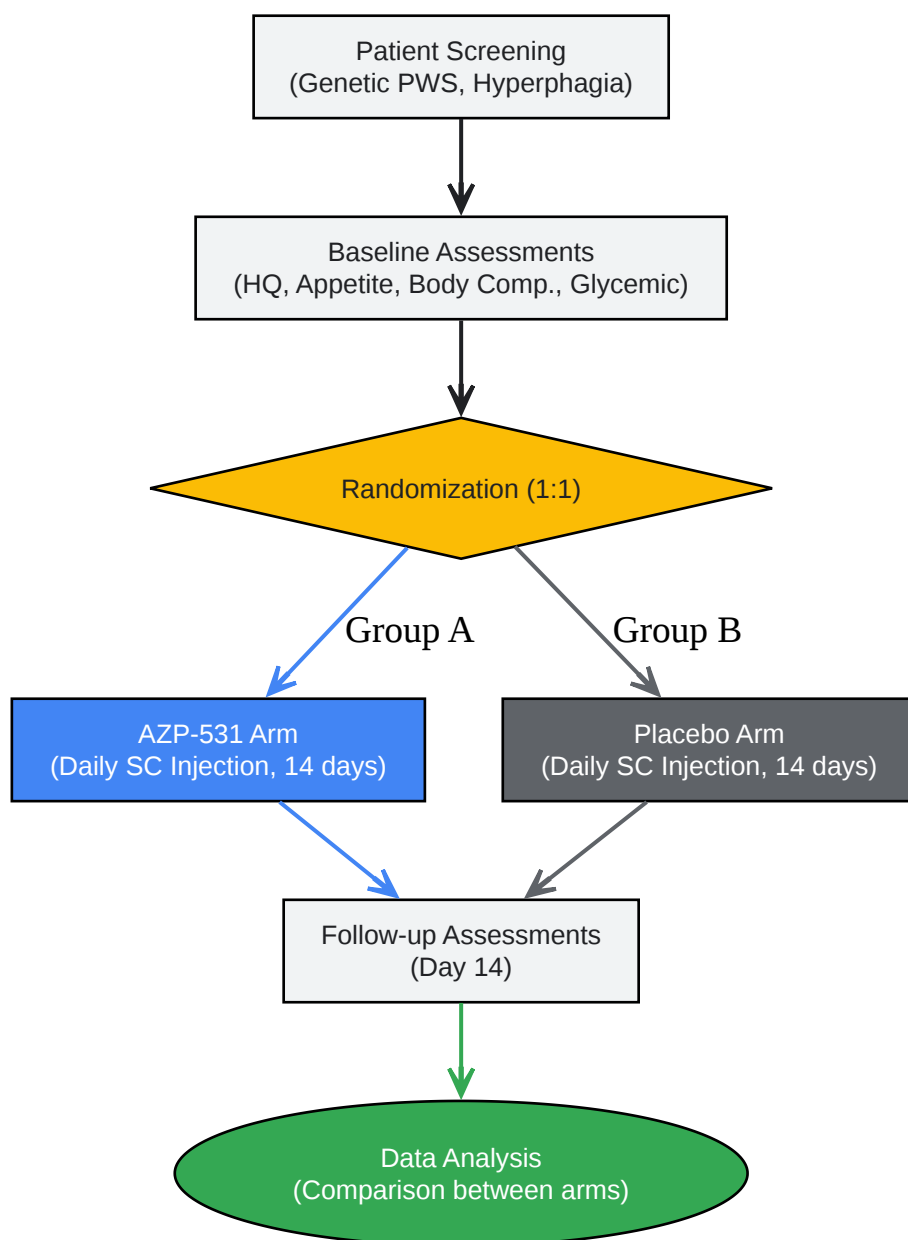 Patient Screening
(Genetic PWS, Hyperphagia)
Baseline Assessments
(HQ, Appetite, Body Comp., Glycemic)
Randomization (1:1)
Group A
Group B
AZP-531 Arm
(Daily SC Injection, 14 days)
Placebo Arm
(Daily SC Injection, 14 days)
Follow-up Assessments
(Day 14)
Data Analysis
(Comparison between arms)